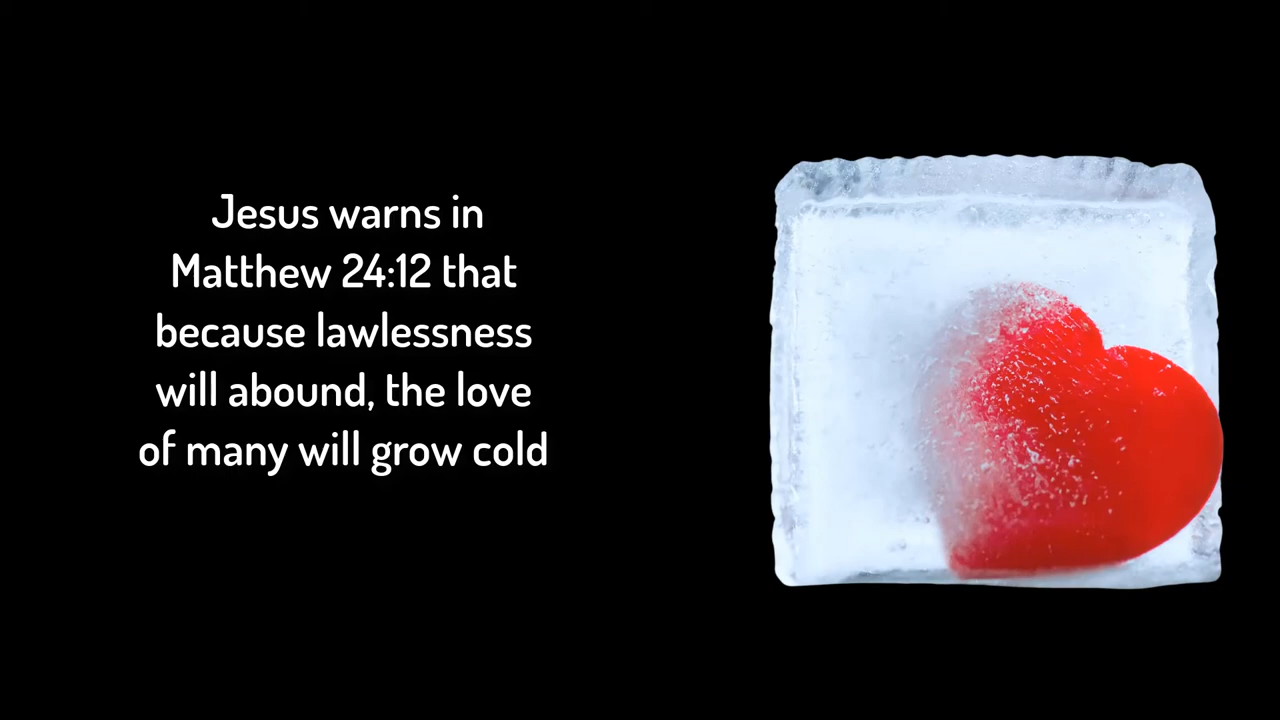 Jesus warns in
Matthew 24:12 that
because lawlessness
will abound, the love
of many will grow cold